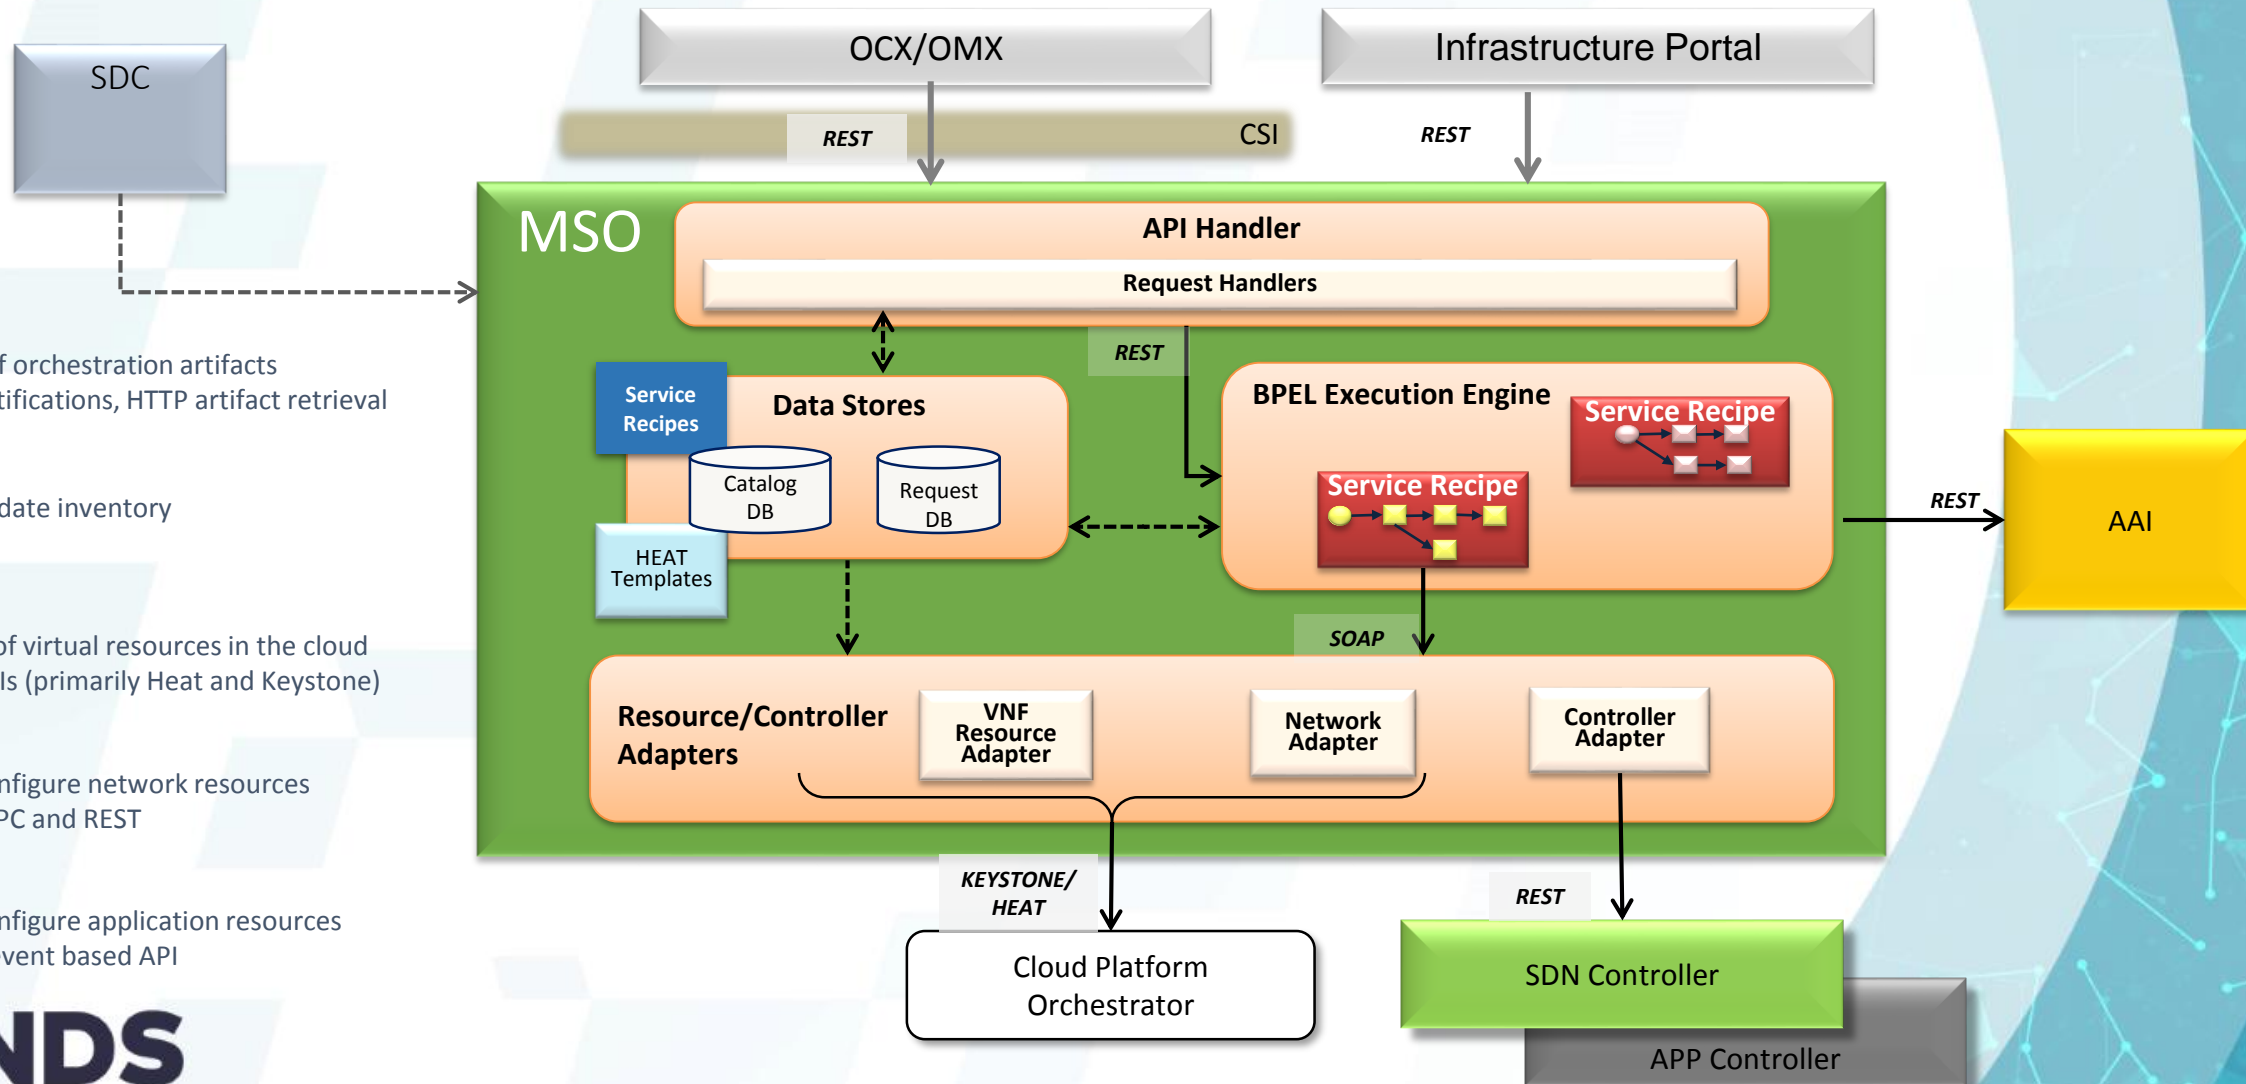 SDC
OCX/OMX
Infrastructure Portal
REST
CSI
REST
MSO
API Handler
Request Handlers
REST
of orchestration artifacts
tifications, HTTP artifact retrieval
date inventory
of virtual resources in the cloud
Is (primarily Heat and Keystone)
nfigure network resources
PC and REST
nfigure application resources
event based API
NDS
Service
Recipes
Data Stores
Catalog
DB
Request
DB
HEAT
Templates
BPEL Execution Engine
Service Recipe
Service Recipe
REST
AAI
SOAP
Resource/Controller
Adapters
VNF
Resource
Adapter
Network
Adapter
Controller
Adapter
KEYSTONE/
HEAT
REST
Cloud Platform
Orchestrator
SDN Controller
APP Controller